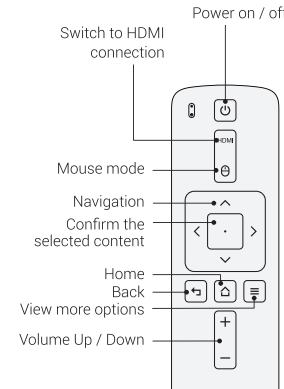 Power on / off
Switch to HDMI
connection
HDMI
Mouse mode
Navigation
Confirm the
selected content
Home
Back
View more options
Volume Up / Down